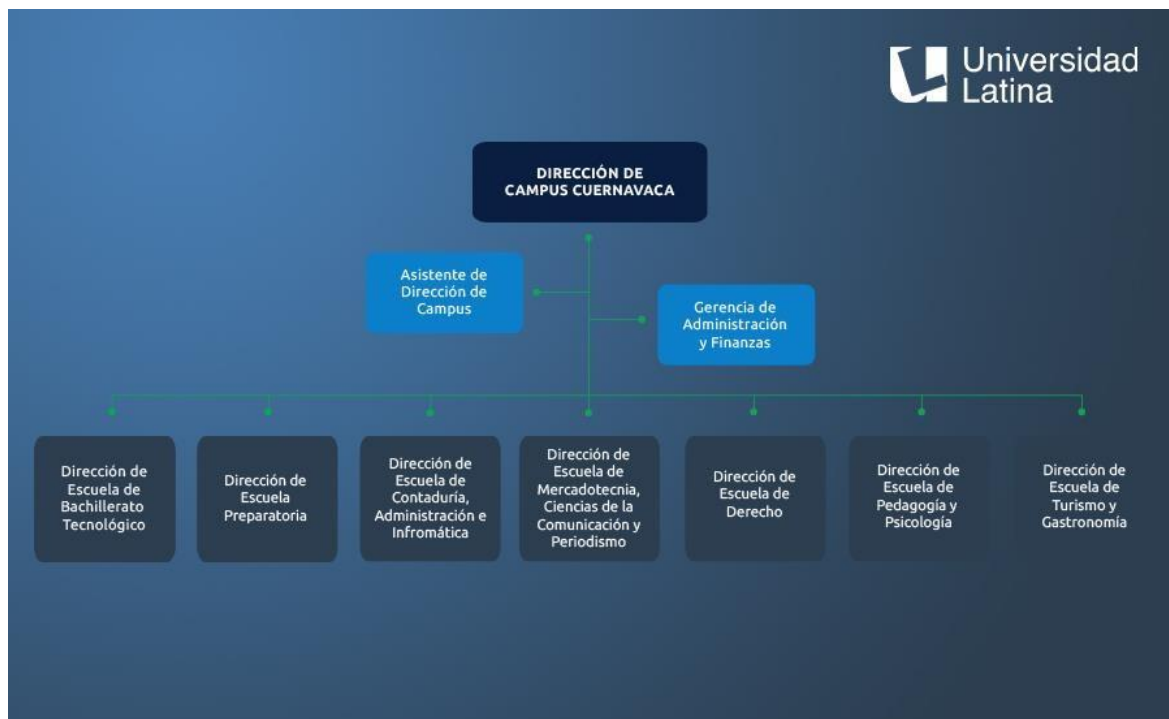 Universidad
Latina
DIRECCIÓN DE
CAMPUS CUERNAVACA
Asistente de
Dirección de
Campus
Gerencia de
Administración
y Finanzas
Dirección de
Escuela de
Bachillerato
Tecnológico
Dirección de
Escuela
Preparatoria
Dirección de
Escuela de
Contaduría,
Administración e
Infromática
Dirección de
Escuela de
Mercadotecnia,
Ciencias de la
Comunicación y
Periodismo
Dirección de
Escuela de
Derecho
Dirección de
Escuela de
Pedagogía y
Psicología
Dirección de
Escuela de
Turismo y
Gastronomía